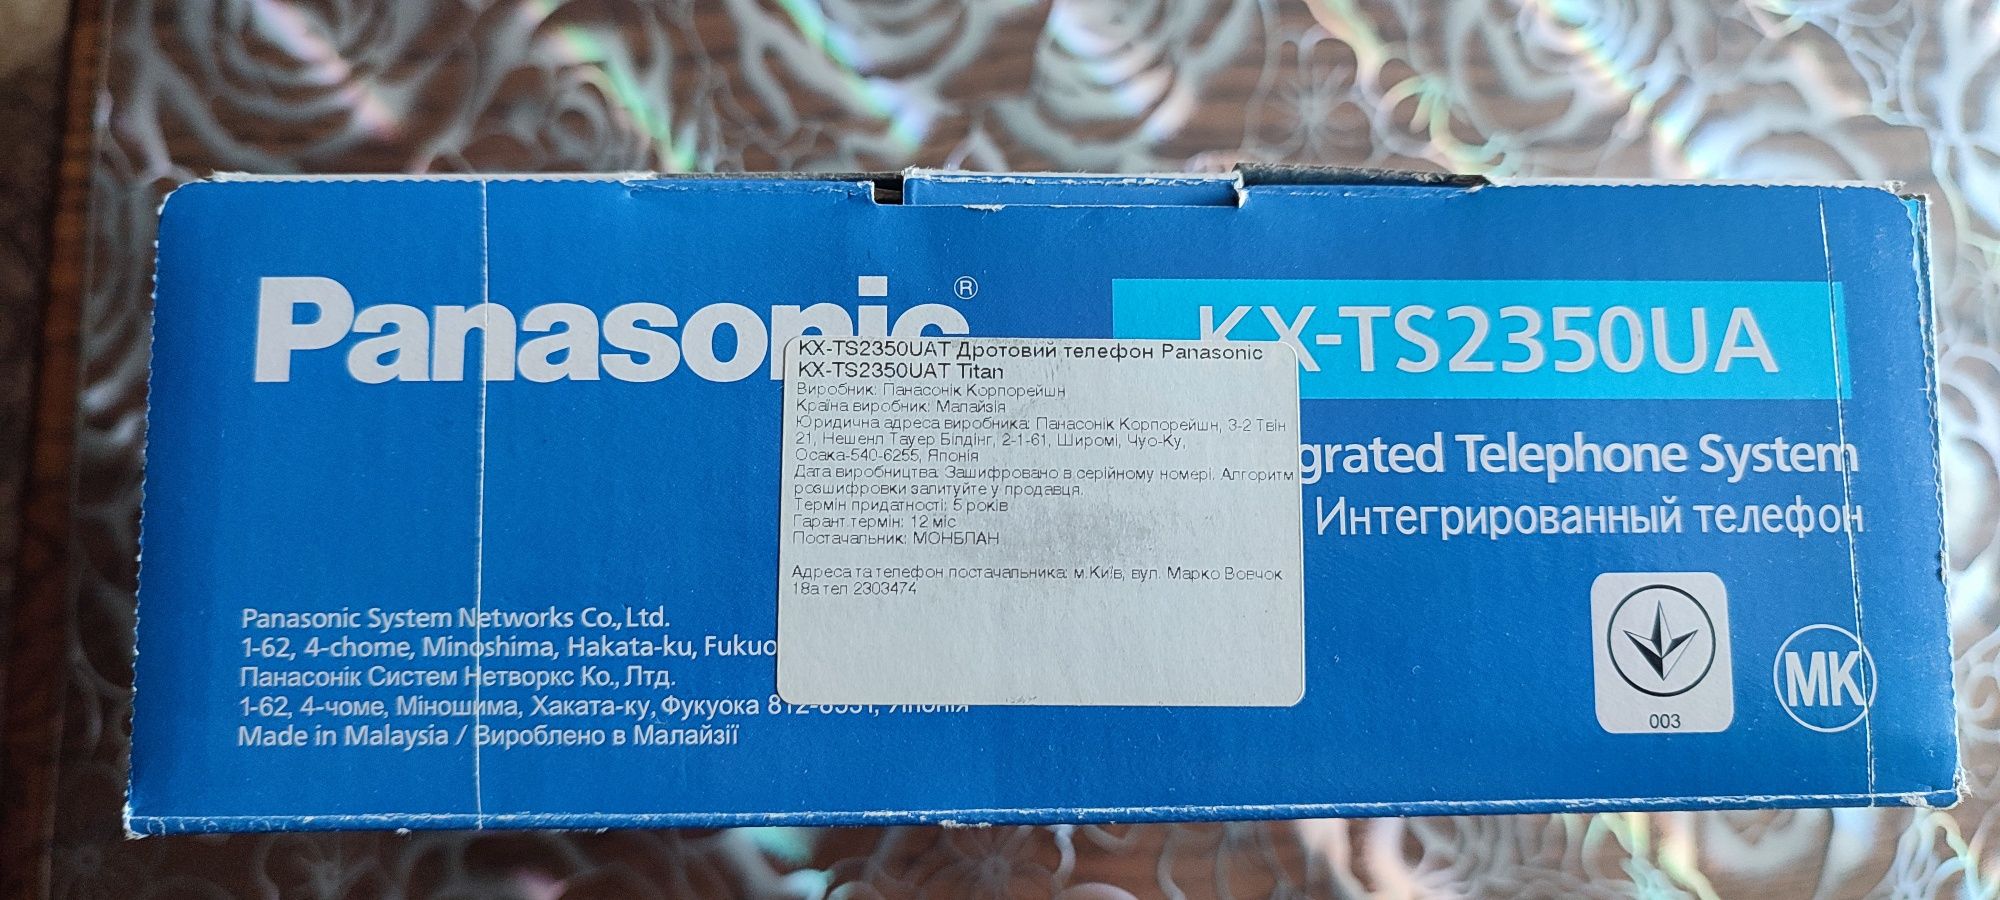 Panasonic®
KX-TS2350UA
KX-TS2350UAT Дротовий телефон Panasonic
KX-TS2350UAT Titan
Виробник: Панасонік Корпорейшн
Країна виробник: Малайзія
Юридична адреса виробника: Панасонік Корпорейшн, 3-2 Твін
21, Нешенл Тауер Білдінг, 2-1-61, Широмі, Чуо-Ку,
Осака-540-6255, Японія
Дата виробництва: Зашифровано в серійному номері. Алгоритм
розшифровки запитуйте у продавця.
Термін придатності: 5 років
Гарант.термін: 12 міс
Постачальник: МОНБЛАН
Адреса та телефон постачальника: м.Київ, вул. Марко Вовчок
18а тел 2303474
grated Telephone System
Интегрированный телефон
Panasonic System Networks Co., Ltd.
1-62, 4-chome, Minoshima, Hakata-ku, Fukuo
Панасонік Систем Нетворкс Ко., Лтд.
1-62, 4-чоме, Міношима, Хаката-ку, Фукуока 812-8531, Японія
Made in Malaysia / Вироблено в Малайзії
003
MK